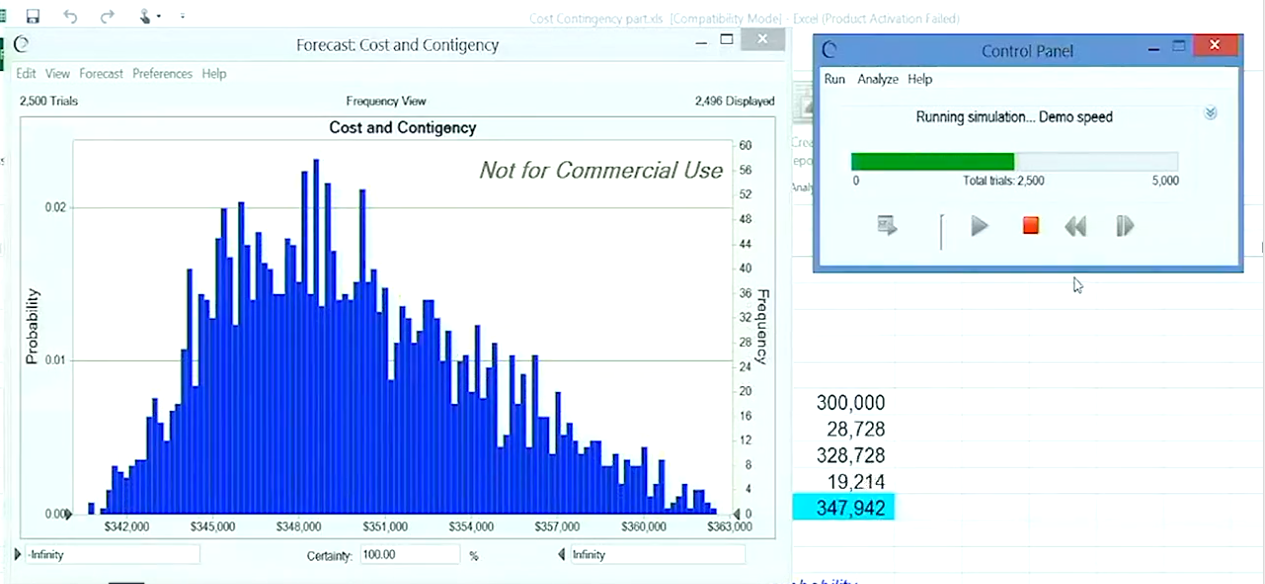 Cost Contingency part.xls [Compatibility Mode] - Excel (Product Activation Failed)
Forecast: Cost and Contigency
Edit View Forecast Preferences Help
2,500 Trials Frequency View 2,496 Displayed
Cost and Contigency
Not for Commercial Use
Probability
0.02
0.01
0.00
60
56
52
48
44
40
36
32
28
24
20
16
12
8
4
0
Frequency
$342,000 $345,000 $348,000 $351,000 $354,000 $357,000 $360,000 $363,000
-Infinity Certainty: 100.00 % Infinity
Control Panel
Run Analyze Help
Running simulation... Demo speed
0 Total trials: 2,500 5,000
300,000
28,728
328,728
19,214
347,942